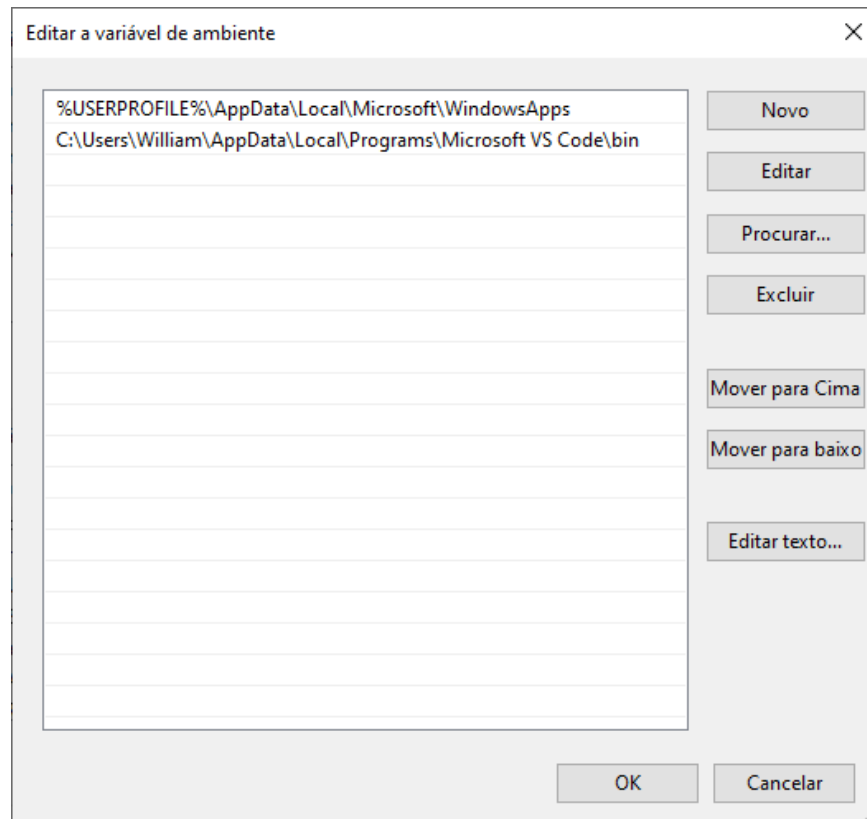 Editar a variável de ambiente
%USERPROFILE%\AppData\Local\Microsoft\WindowsApps
C:\Users\William\AppData\Local\Programs\Microsoft VS Code\bin
Novo
Editar
Procurar...
Excluir
Mover para Cima
Mover para baixo
Editar texto...
OK
Cancelar